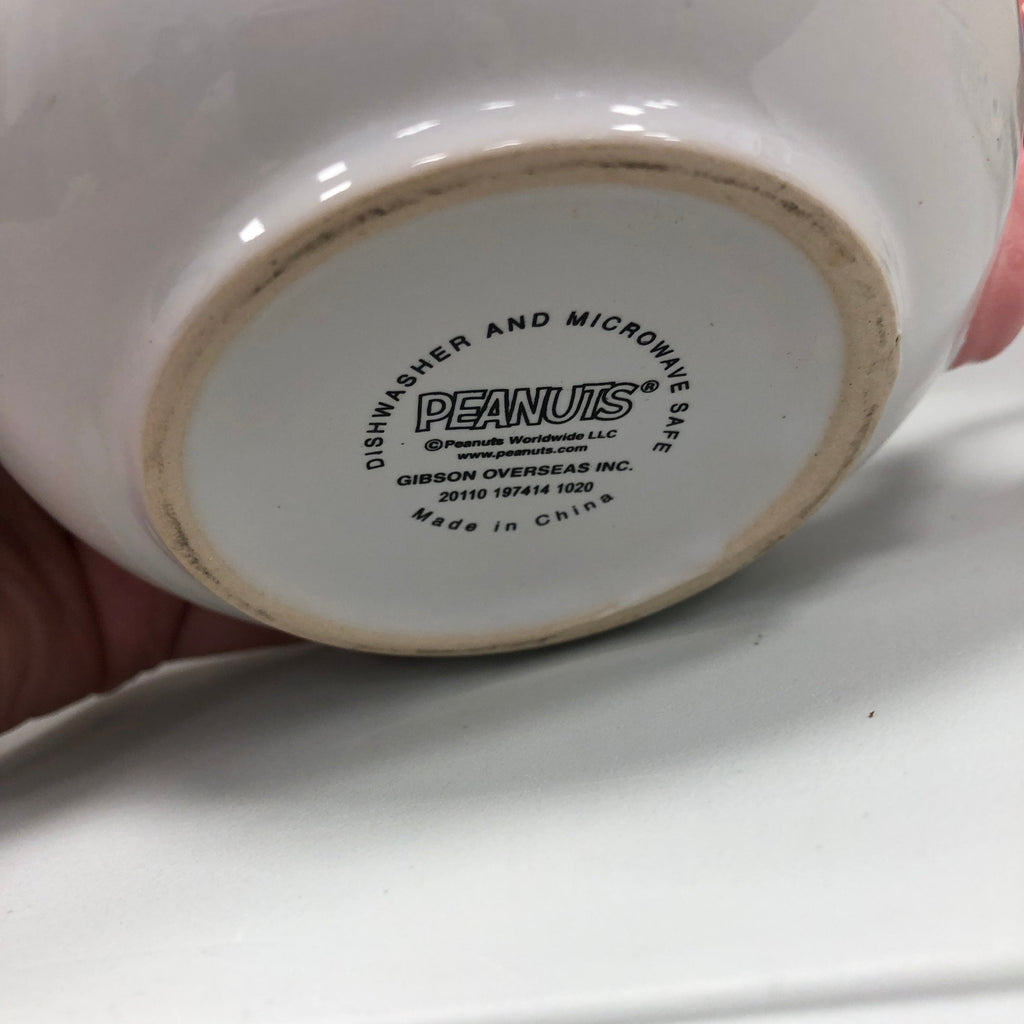 DISHWASHER AND MICROWAVE SAFE
PEANUTS®
©Peanuts Worldwide LLC
www.peanuts.com
GIBSON OVERSEAS INC.
20110 197414 1020
Made in China